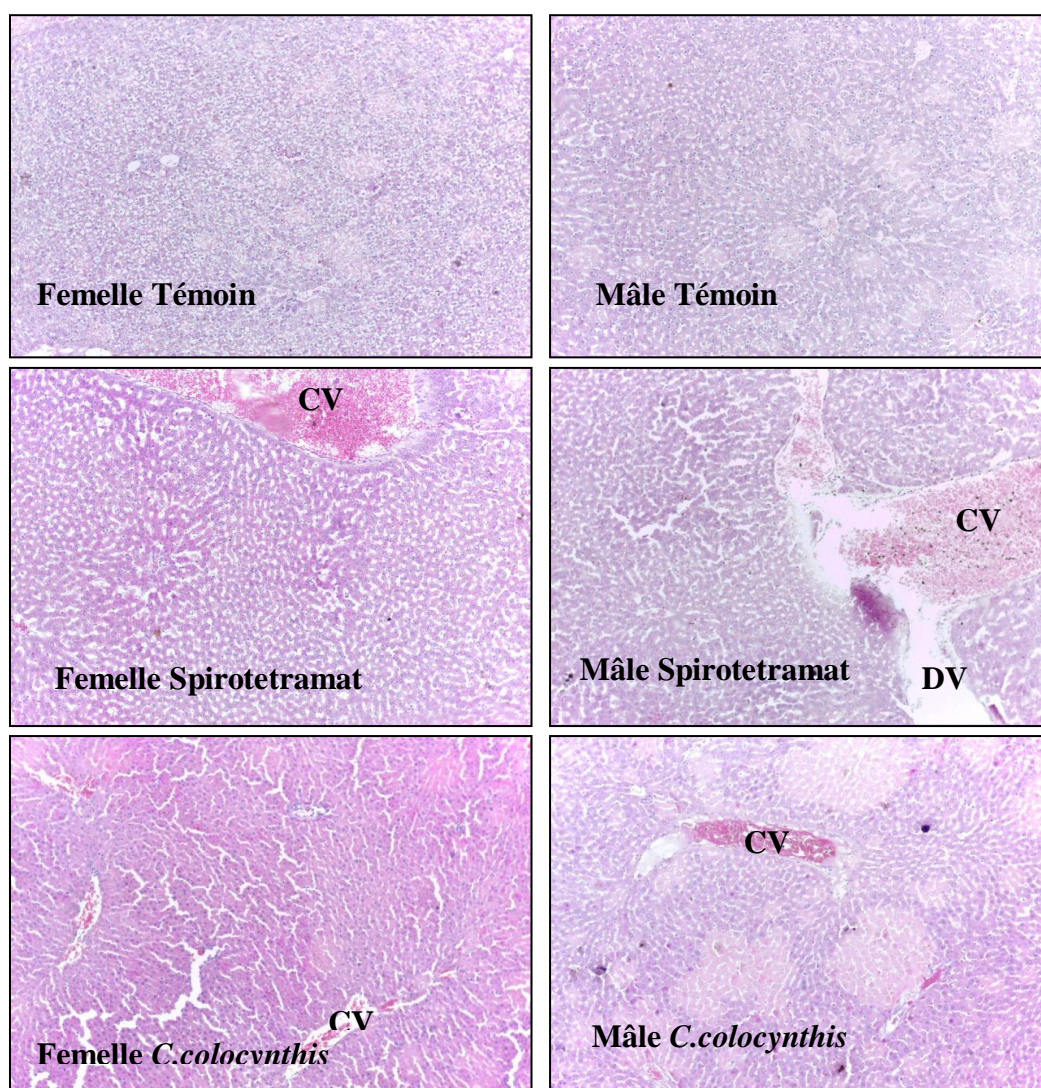 Femelle Témoin
Mâle Témoin
CV
Femelle Spirotetramat
CV
Mâle Spirotetramat
DV
CV
Femelle C.colocynthis
CV
Mâle C.colocynthis